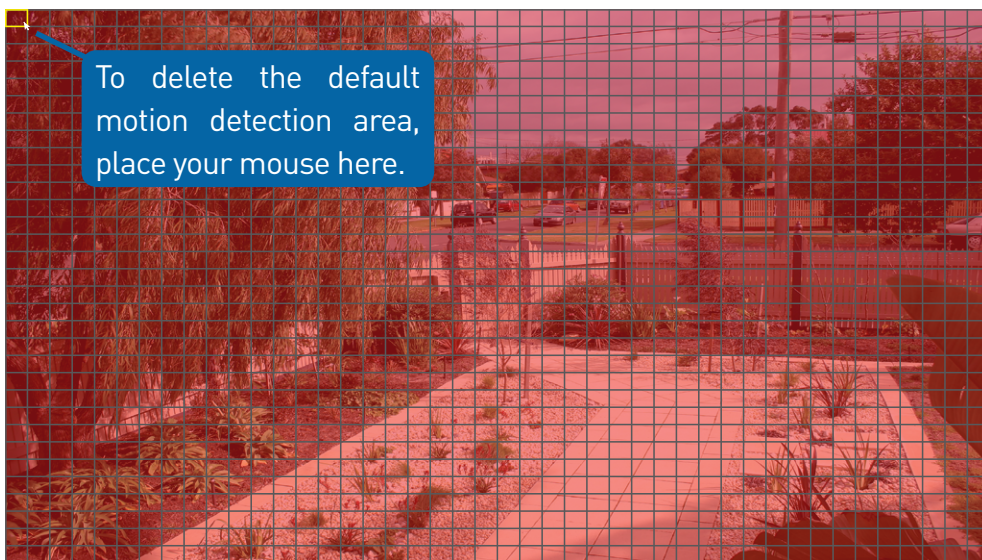 To delete the default
motion detection area,
place your mouse here.